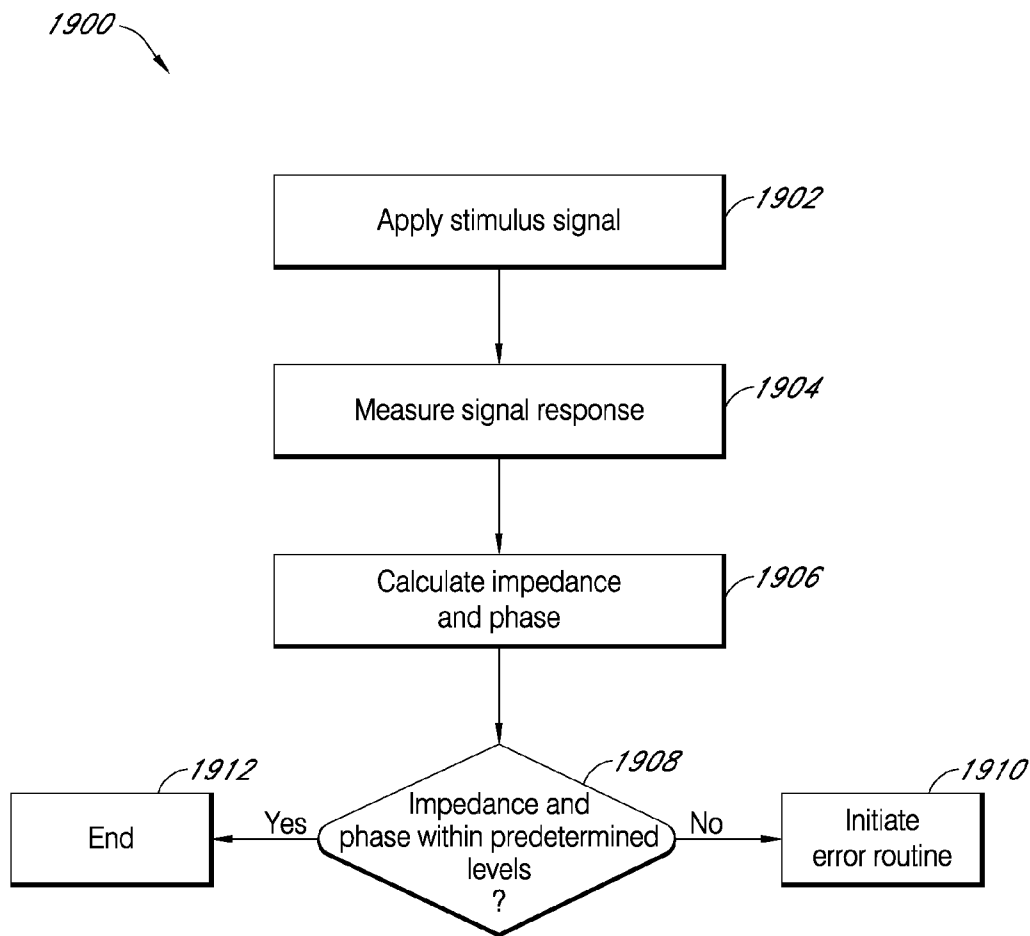 1900
Apply stimulus signal
1902
Measure signal response
1904
Calculate impedance
and phase
1906
1912
End
Yes
1908
Impedance and
phase within predetermined
levels
?
No
1910
Initiate
error routine